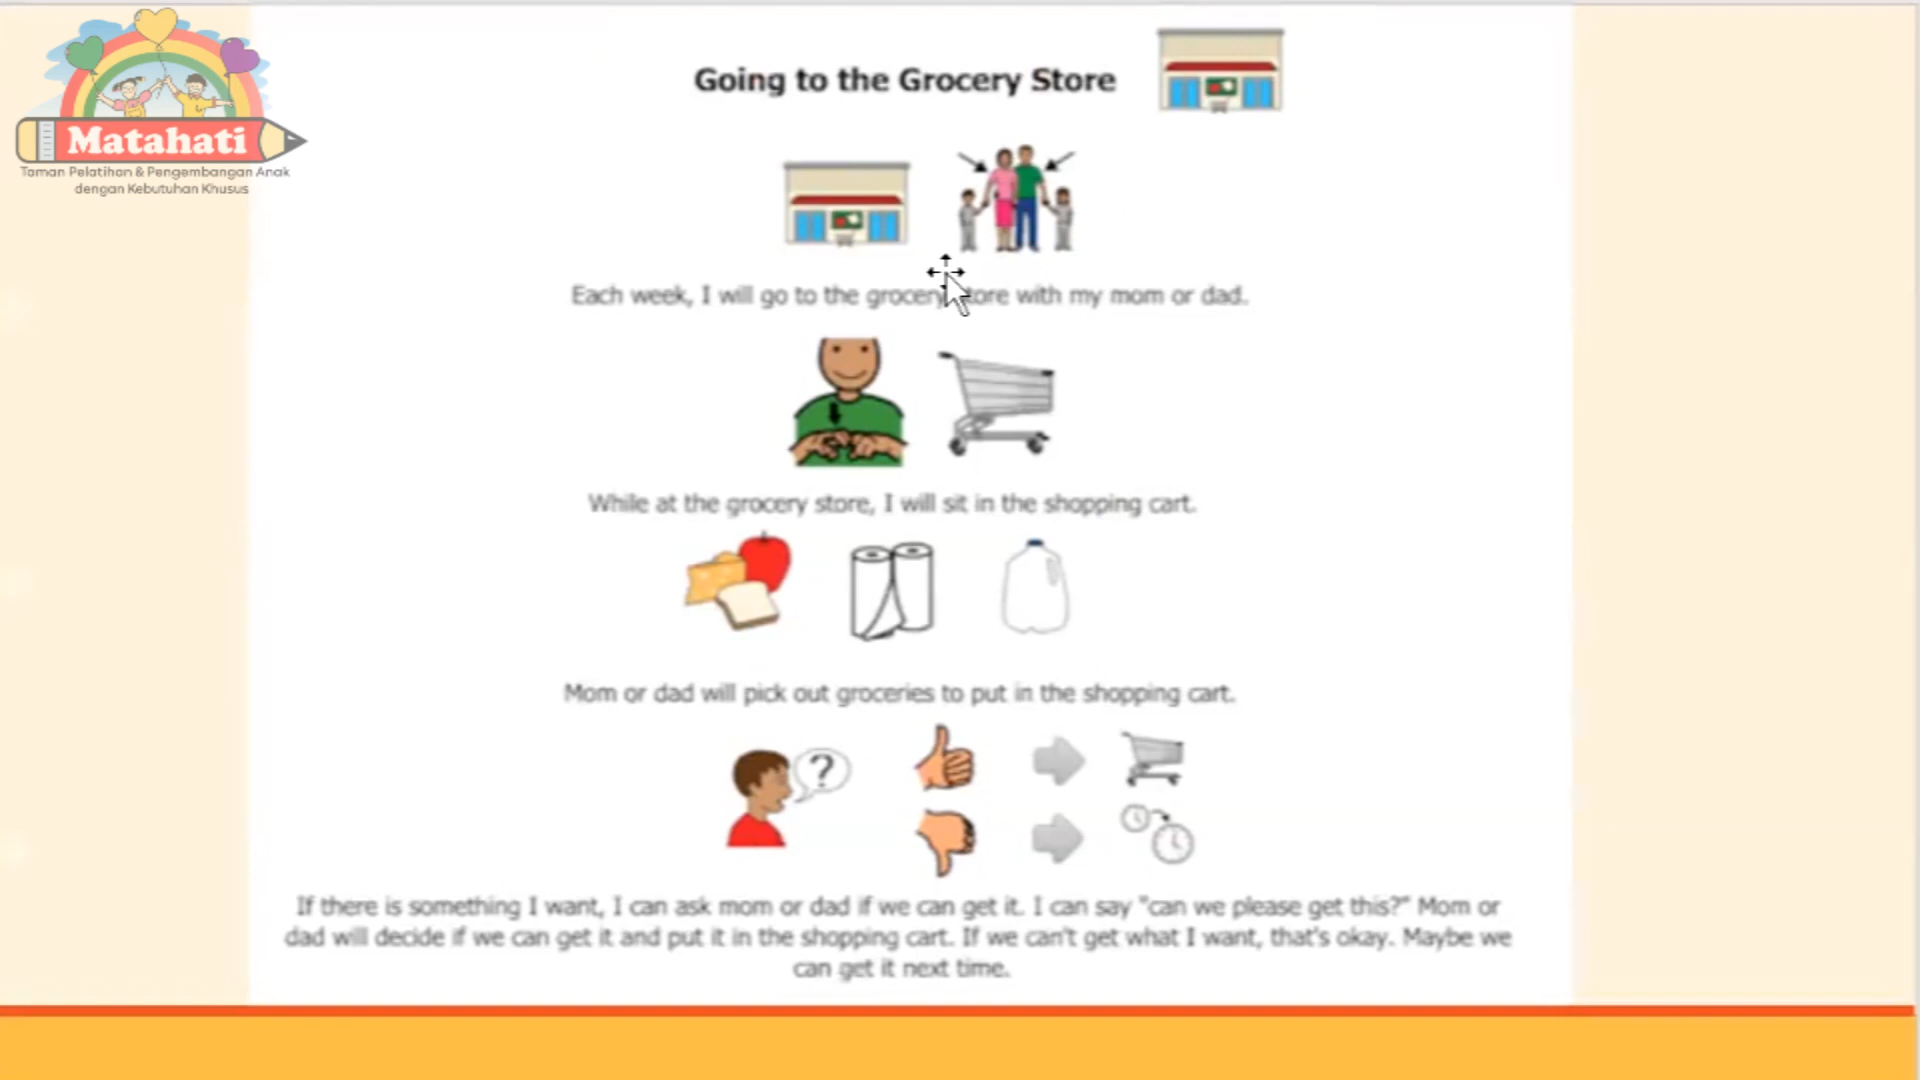 Matahati
Taman Pelatihan & Pengembangan Anak
dengan Kebutuhan Khusus
Going to the Grocery Store
Each week, I will go to the grocery store with my mom or dad.
While at the grocery store, I will sit in the shopping cart.
Mom or dad will pick out groceries to put in the shopping cart.
?
If there is something I want, I can ask mom or dad if we can get it. I can say "can we please get this?" Mom or
dad will decide if we can get it and put it in the shopping cart. If we can't get what I want, that's okay. Maybe we
can get it next time.